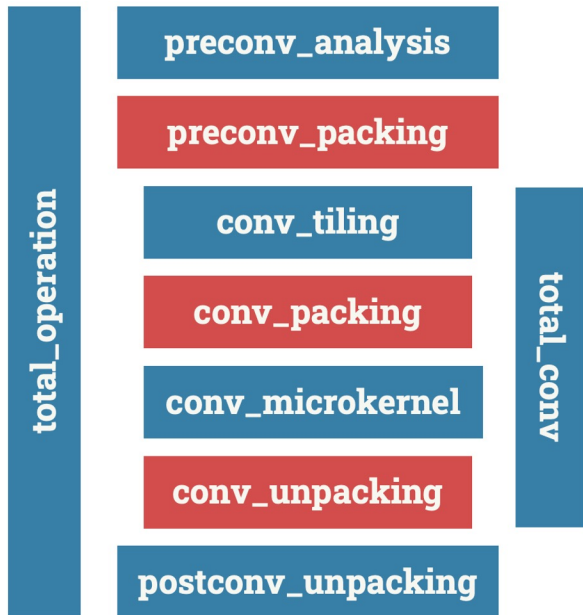 total_operation
preconv_analysis
preconv_packing
conv_tiling
conv_packing
conv_microkernel
conv_unpacking
postconv_unpacking
total_conv